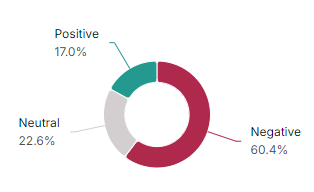 Positive
17.0%
Neutral
22.6%
Negative
60.4%